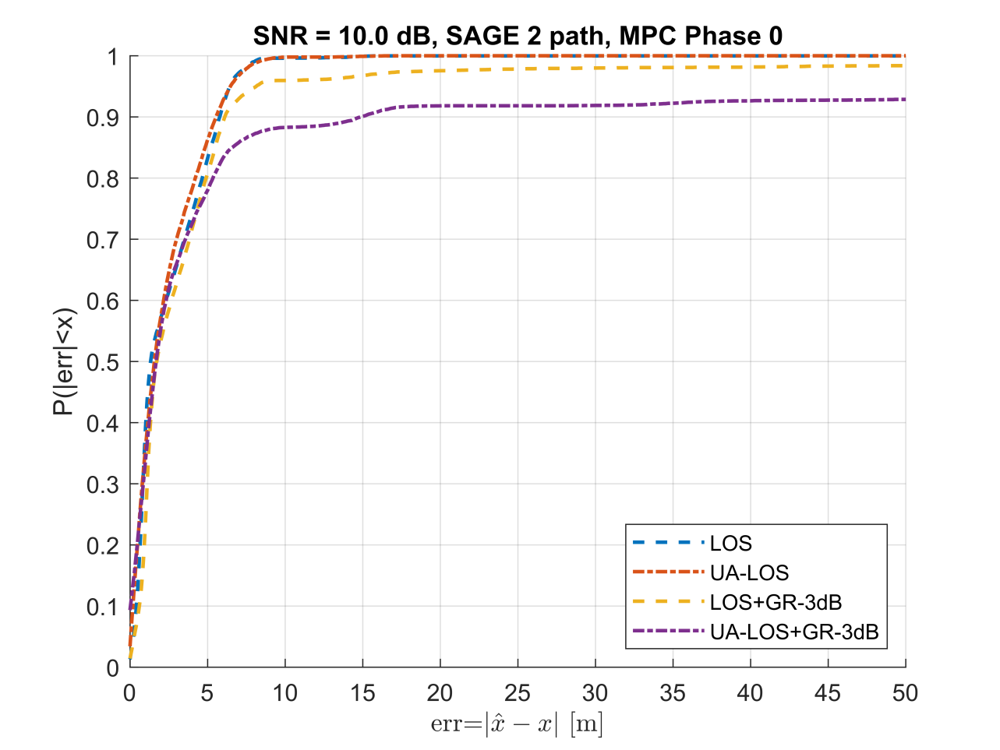 SNR = 10.0 dB, SAGE 2 path, MPC Phase 0
1
0.9
0.8
0.7
0.6
0.5
0.4
0.3
0.2
0.1
0
P(|err|<x)
LOS
UA-LOS
LOS+GR-3dB
UA-LOS+GR-3dB
0 5 10 15 20 25 30 35 40 45 50
err=|x̂ − x| [m]